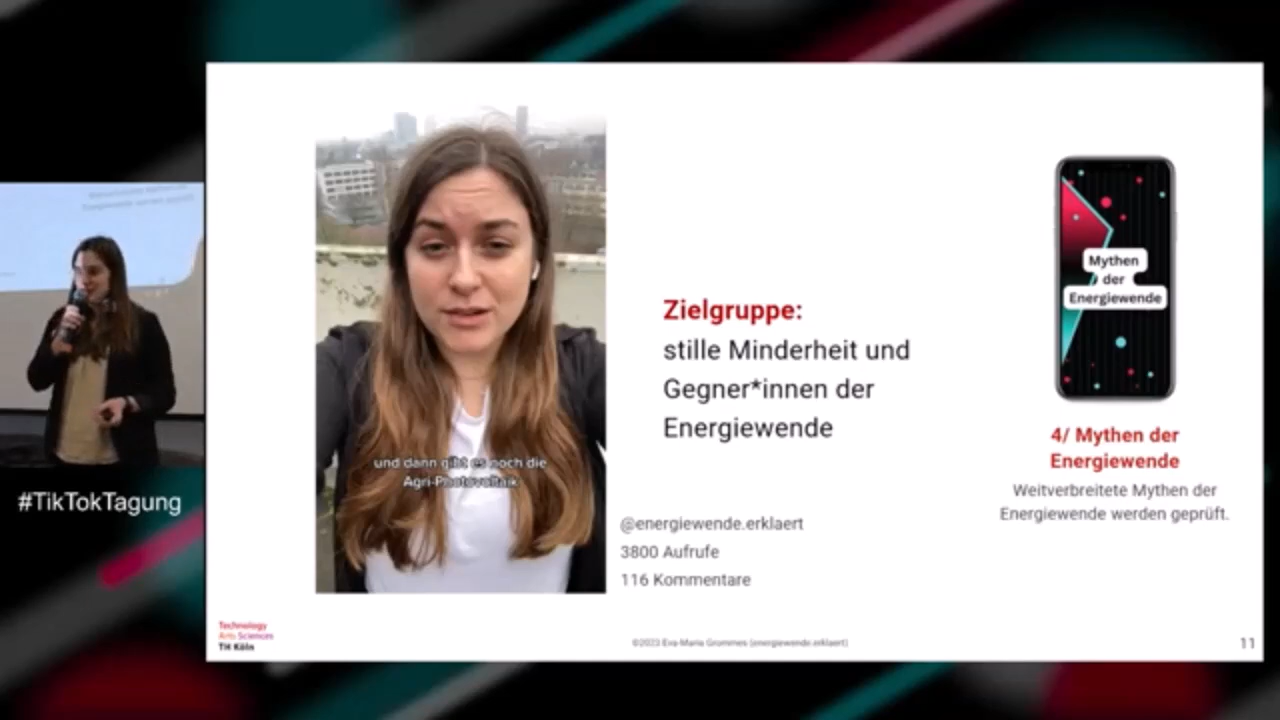 #TikTokTagung
und dann gibt es noch die
Agri-Photovoltaik
Zielgruppe:
stille Minderheit und
Gegner*innen der
Energiewende
@energiewende.erklaert
3800 Aufrufe
116 Kommentare
Mythen
der
Energiewende
4/ Mythen der
Energiewende
Weitverbreitete Mythen der
Energiewende werden geprüft.
Technology
Arts Sciences
TH Köln
©2023 Eva-Maria Grommes (energiewende.erklaert)
11